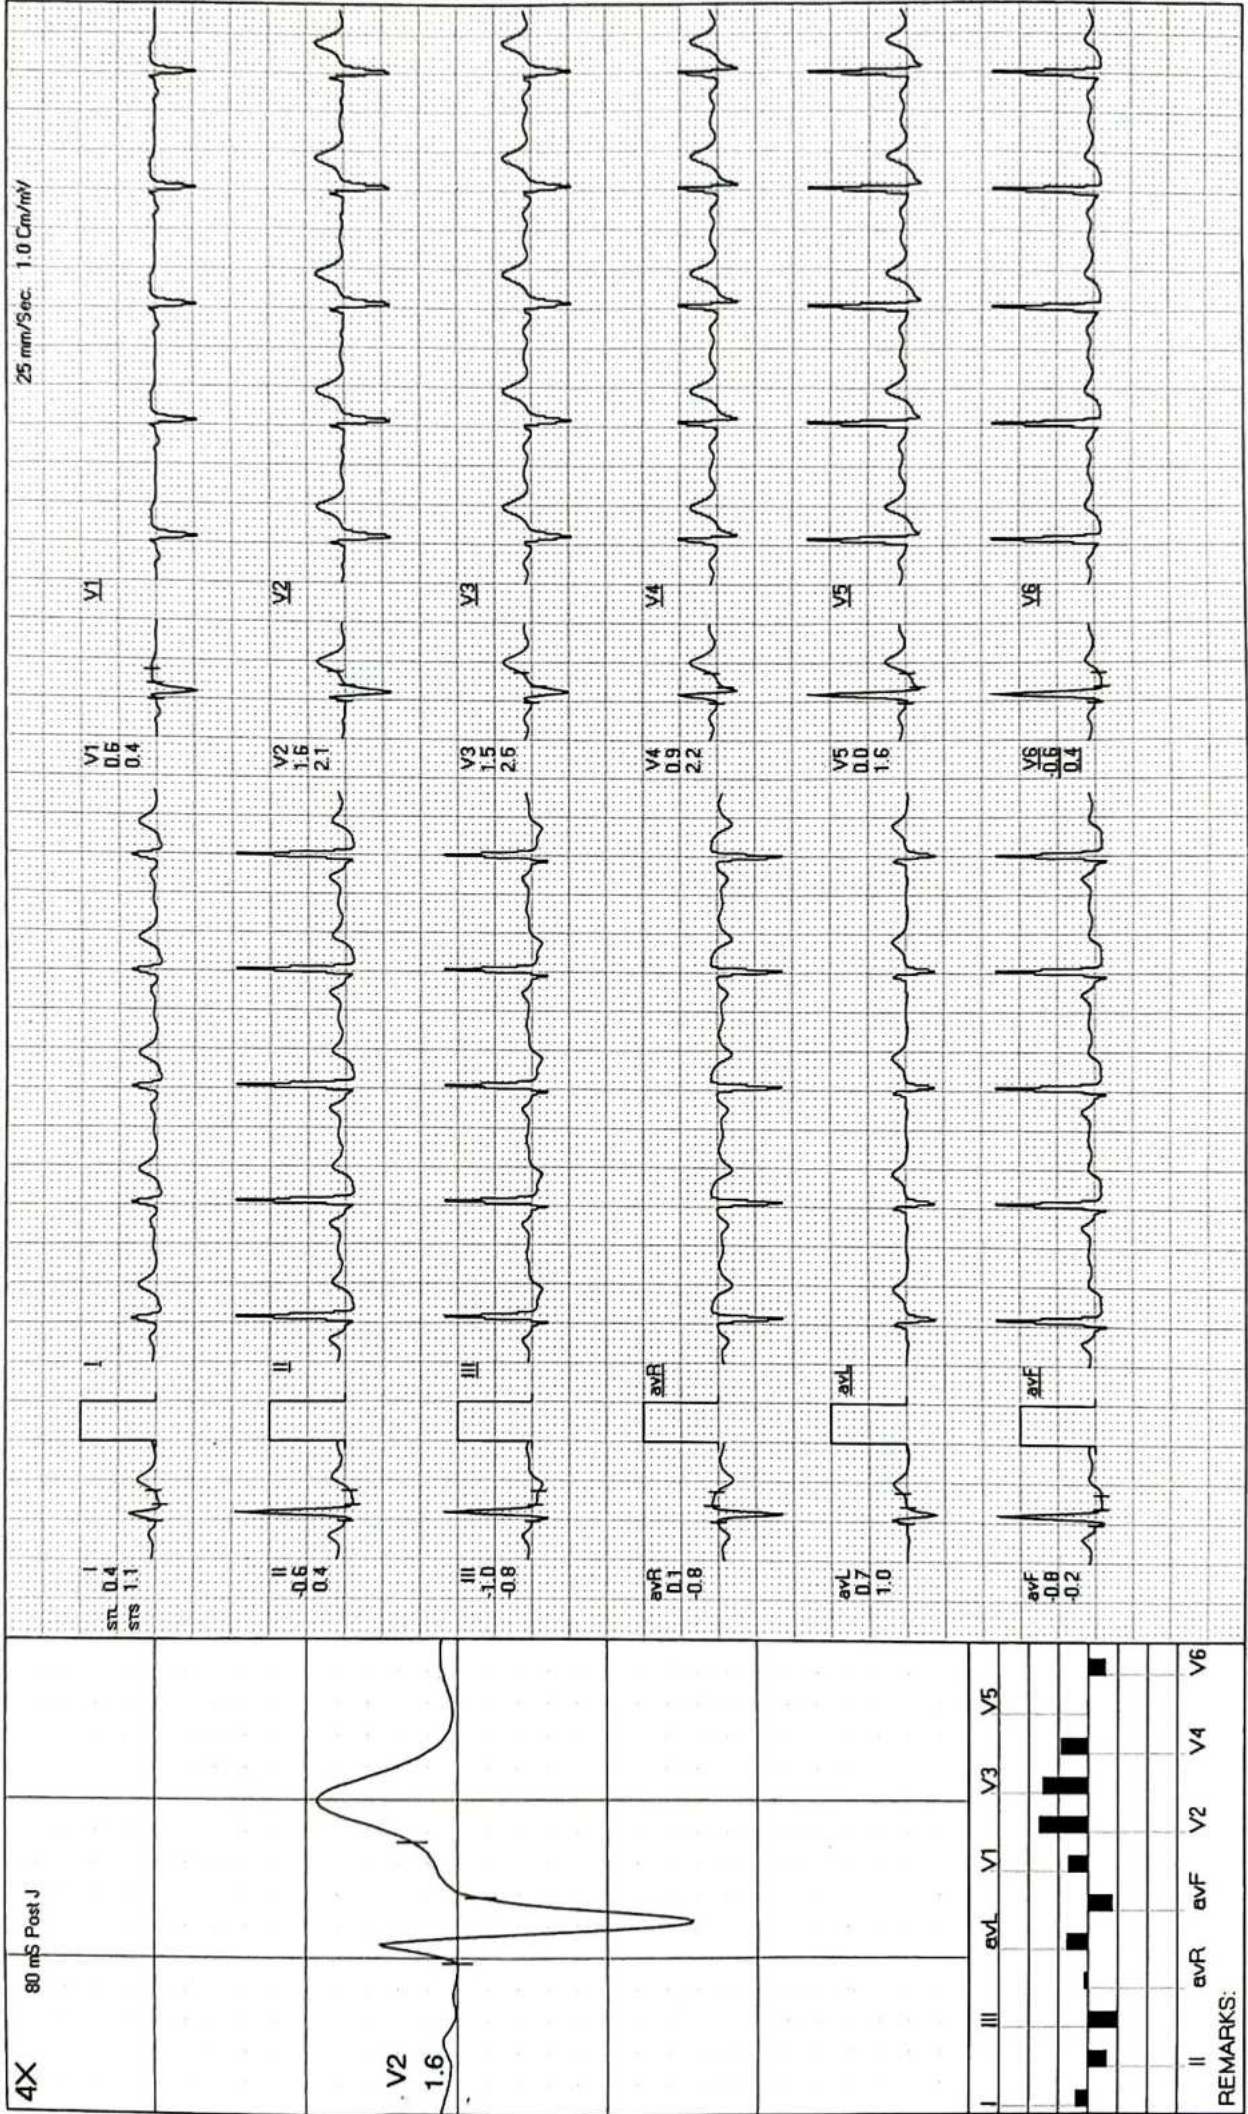 4X
80 mS Post J
25 mm/Sec. 1.0 Cm/mV
V2
1.6
I
STL 0.4
STS 1.1
I
V1
0.6
0.4
V1
II
-0.6
0.4
II
V2
1.6
2.1
V2
III
-1.0
-0.8
III
V3
1.5
2.6
V3
avR
0.1
-0.8
avR
V4
0.9
2.2
V4
avL
0.7
1.0
avL
V5
0.0
1.6
V5
avF
-0.8
-0.2
avF
V6
-0.6
0.4
V6
I III avL V1 V3 V5
II avR avF V2 V4 V6
REMARKS: